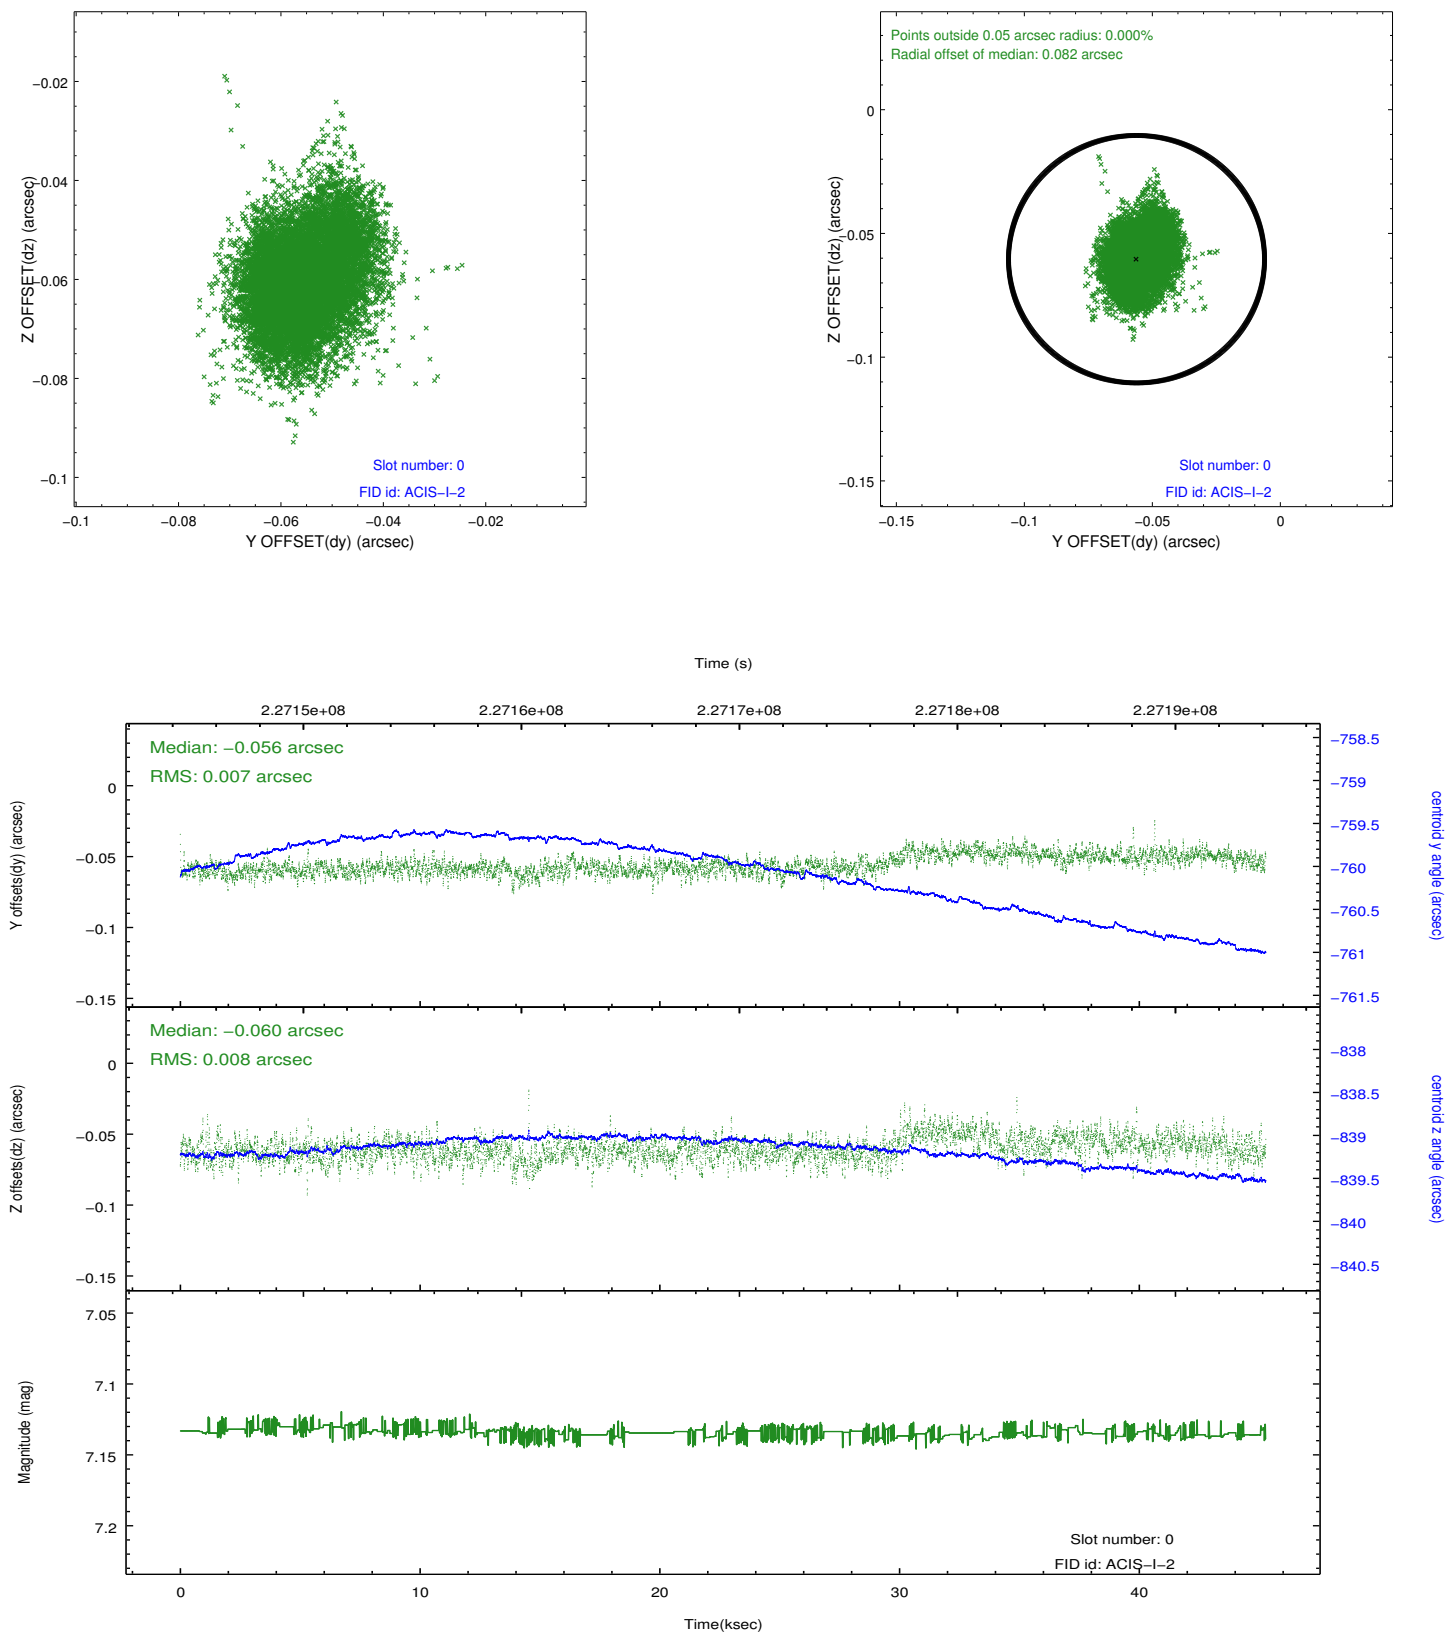 −0.02
−0.04
−0.06
−0.08
−0.1
Z OFFSET(dz) (arcsec)
−0.1
−0.08
−0.06
−0.04
−0.02
Y OFFSET(dy) (arcsec)
Slot number: 0
FID id: ACIS−I−2
Points outside 0.05 arcsec radius: 0.000%
Radial offset of median: 0.082 arcsec
0
−0.05
−0.1
−0.15
Z OFFSET(dz) (arcsec)
Slot number: 0
FID id: ACIS−I−2
−0.15
−0.1
−0.05
0
Y OFFSET(dy) (arcsec)
Time (s)
2.2715e+08
2.2716e+08
2.2717e+08
2.2718e+08
2.2719e+08
Median: −0.056 arcsec
RMS: 0.007 arcsec
0
−0.05
−0.1
−0.15
Y offsets(dy) (arcsec)
−758.5
−759
−759.5
−760
−760.5
−761
−761.5
centroid y angle (arcsec)
Median: −0.060 arcsec
RMS: 0.008 arcsec
0
−0.05
−0.1
−0.15
Z offsets(dz) (arcsec)
−838
−838.5
−839
−839.5
−840
−840.5
centroid z angle (arcsec)
7.05
7.1
7.15
7.2
Magnitude (mag)
Slot number: 0
FID id: ACIS−I−2
0
10
20
30
40
Time(ksec)